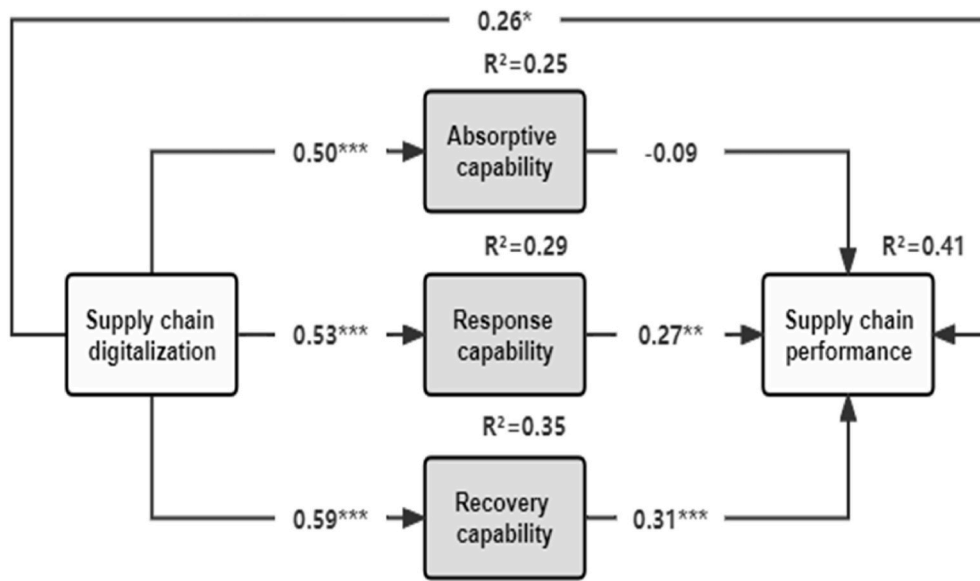 0.26*
R²=0.25
0.50***
Absorptive
capability
-0.09
R²=0.29
R²=0.41
Supply chain
digitalization
0.53***
Response
capability
0.27**
Supply chain
performance
R²=0.35
0.59***
Recovery
capability
0.31***